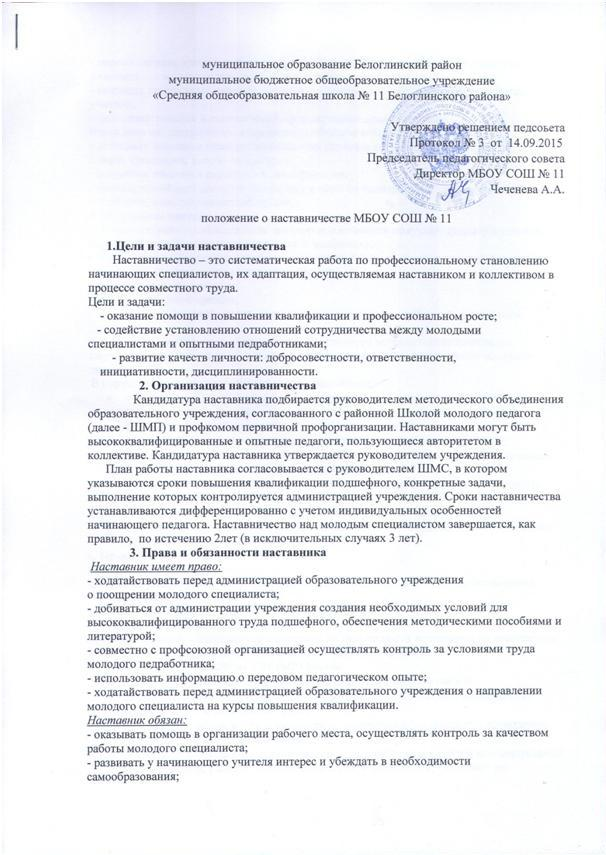 муниципальное образование Белоглинский район
муниципальное бюджетное общеобразовательное учреждение
«Средняя общеобразовательная школа № 11 Белоглинского района»
Утверждено решением педсоьета
Протокол № 3 от 14.09.2015
Председатель педагогического совета
Директор МБОУ СОШ № 11
Чеченева А.А.
положение о наставничестве МБОУ СОШ № 11
1.Цели и задачи наставничества
Наставничество – это систематическая работа по профессиональному становлению
начинающих специалистов, их адаптация, осуществляемая наставником и коллективом в
процессе совместного труда.
Цели и задачи:
- оказание помощи в повышении квалификации и профессиональном росте;
- содействие установлению отношений сотрудничества между молодыми
специалистами и опытными педработниками;
- развитие качеств личности: добросовестности, ответственности,
инициативности, дисциплинированности.
2. Организация наставничества
Кандидатура наставника подбирается руководителем методического объединения
образовательного учреждения, согласованного с районной Школой молодого педагога
(далее - ШМП) и профкомом первичной профорганизации. Наставниками могут быть
высококвалифицированные и опытные педагоги, пользующиеся авторитетом в
коллективе. Кандидатура наставника утверждается руководителем учреждения.
План работы наставника согласовывается с руководителем ШМС, в котором
указываются сроки повышения квалификации подшефного, конкретные задачи,
выполнение которых контролируется администрацией учреждения. Сроки наставничества
устанавливаются дифференцированно с учетом индивидуальных особенностей
начинающего педагога. Наставничество над молодым специалистом завершается, как
правило, по истечению 2лет (в исключительных случаях 3 лет).
3. Права и обязанности наставника
Наставник имеет право:
- ходатайствовать перед администрацией образовательного учреждения
о поощрении молодого специалиста;
- добиваться от администрации учреждения создания необходимых условий для
высококвалифицированного труда подшефного, обеспечения методическими пособиями и
литературой;
- совместно с профсоюзной организацией осуществлять контроль за условиями труда
молодого педработника;
- использовать информацию о передовом педагогическом опыте;
- ходатайствовать перед администрацией образовательного учреждения о направлении
молодого специалиста на курсы повышения квалификации.
Наставник обязан:
- оказывать помощь в организации рабочего места, осуществлять контроль за качеством
работы молодого специалиста;
- развивать у начинающего учителя интерес и убеждать в необходимости
самообразования;